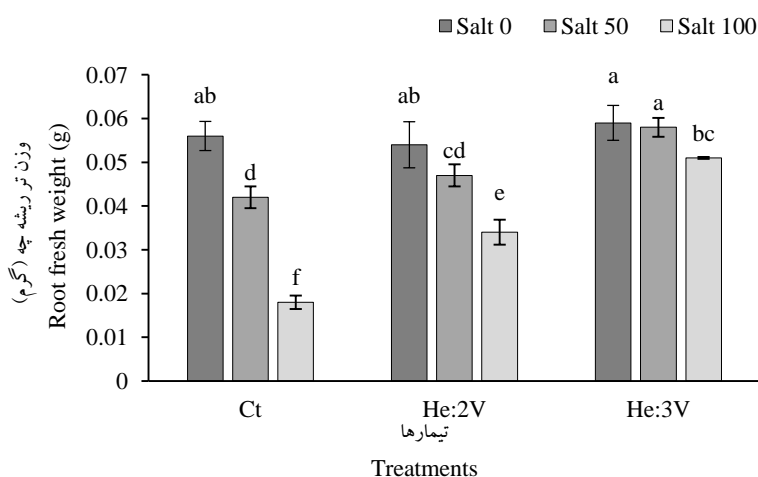 Salt 0 Salt 50 Salt 100
وزن تر ریشه چه (گرم)
Root fresh weight (g)
0.07
0.06
0.05
0.04
0.03
0.02
0.01
0
ab d f
ab cd e
a a bc
Ct He:2V He:3V
تیمارها
Treatments